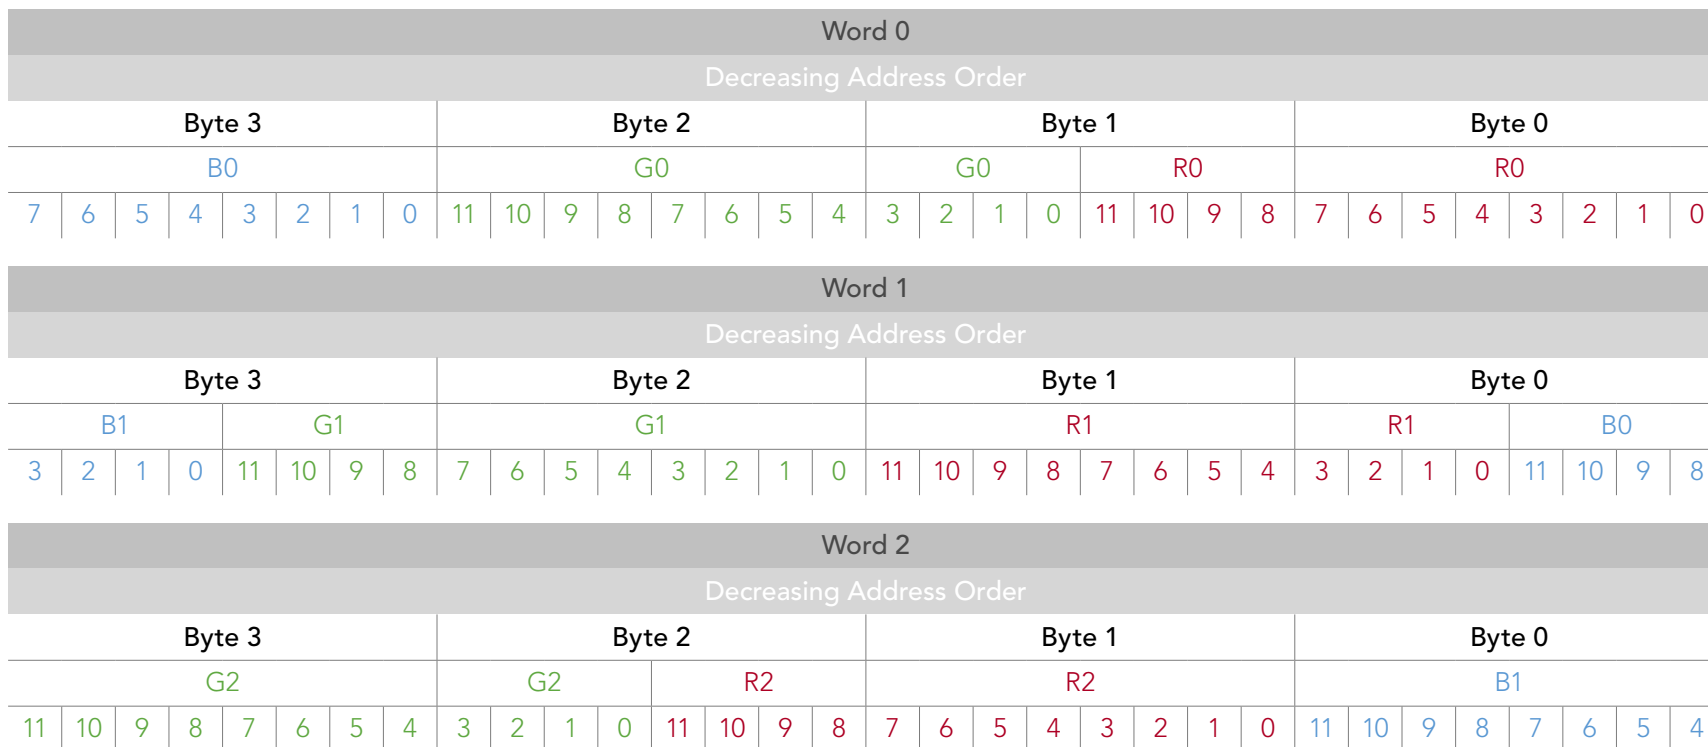 Word 0
Decreasing Address Order
Byte 3 Byte 2 Byte 1 Byte 0
B0 G0 G0 R0 R0
7 6 5 4 3 2 1 0 11 10 9 8 7 6 5 4 3 2 1 0 11 10 9 8 7 6 5 4 3 2 1 0
Word 1
Decreasing Address Order
Byte 3 Byte 2 Byte 1 Byte 0
B1 G1 G1 R1 R1 B0
3 2 1 0 11 10 9 8 7 6 5 4 3 2 1 0 11 10 9 8 7 6 5 4 3 2 1 0 11 10 9 8
Word 2
Decreasing Address Order
Byte 3 Byte 2 Byte 1 Byte 0
G2 G2 R2 R2 B1
11 10 9 8 7 6 5 4 3 2 1 0 11 10 9 8 7 6 5 4 3 2 1 0 11 10 9 8 7 6 5 4